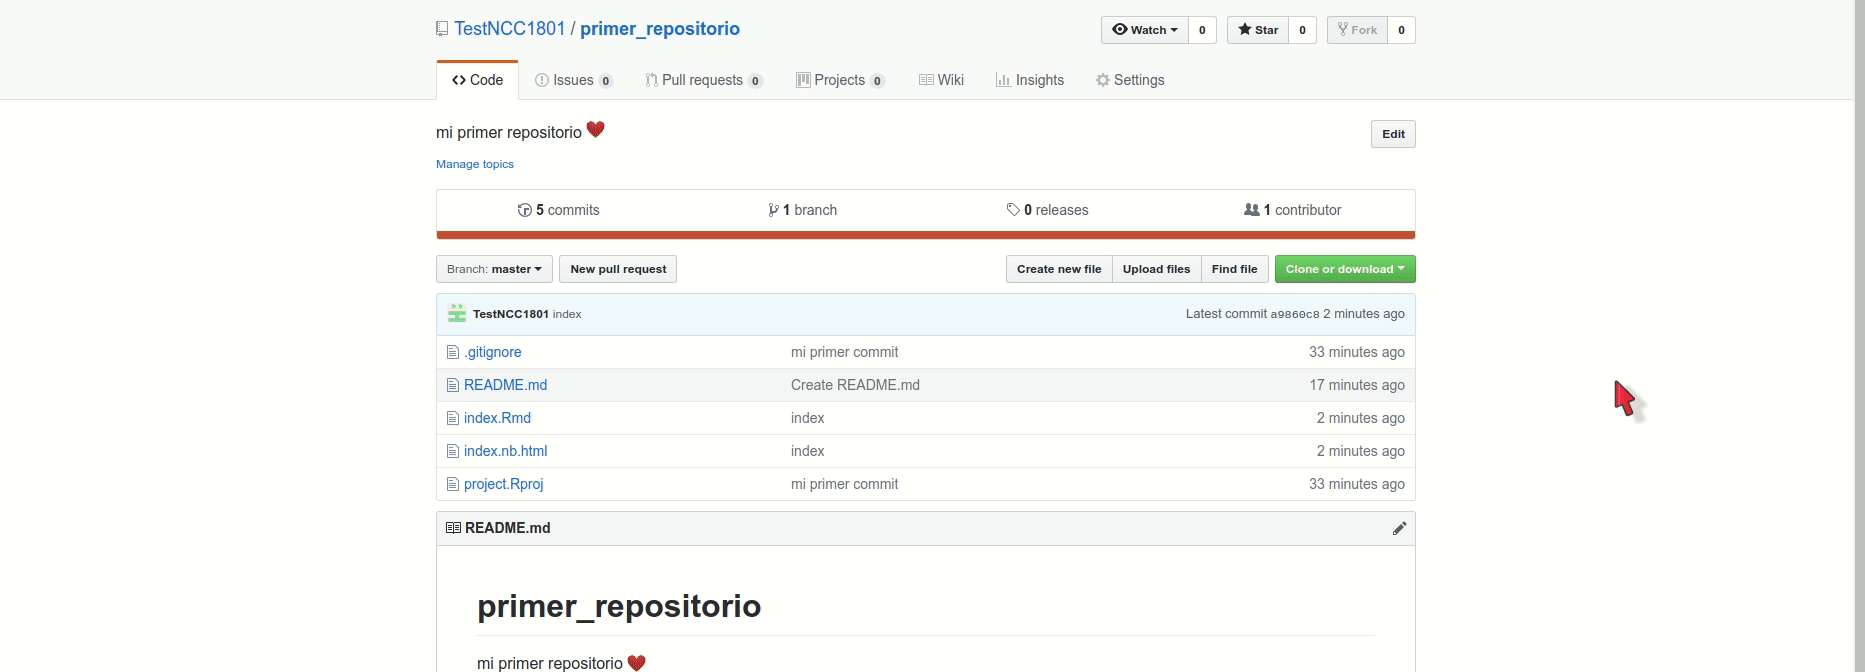 TestNCC1801 / primer_repositorio
Watch 0 Star 0 Fork 0
Code Issues 0 Pull requests 0 Projects 0 Wiki Insights Settings
mi primer repositorio ❤️ Edit
Manage topics
5 commits 1 branch 0 releases 1 contributor
Branch: master New pull request Create new file Upload files Find file Clone or download
TestNCC1801 index Latest commit a9860c8 2 minutes ago
.gitignore mi primer commit 33 minutes ago
README.md Create README.md 17 minutes ago
index.Rmd index 2 minutes ago
index.nb.html index 2 minutes ago
project.Rproj mi primer commit 33 minutes ago
README.md
primer_repositorio
mi primer repositorio ❤️